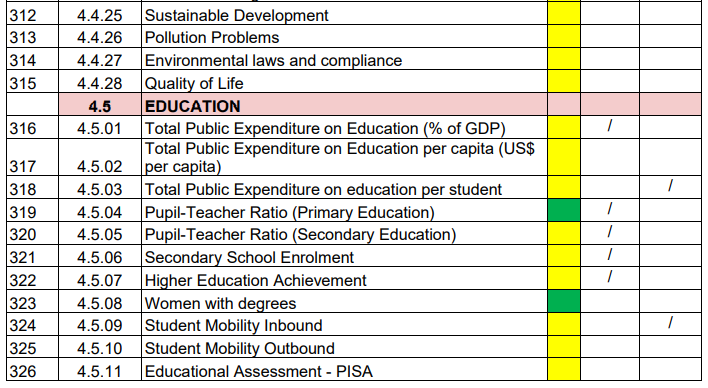 312 4.4.25 Sustainable Development
313 4.4.26 Pollution Problems
314 4.4.27 Environmental laws and compliance
315 4.4.28 Quality of Life
4.5 EDUCATION
316 4.5.01 Total Public Expenditure on Education (% of GDP) /
Total Public Expenditure on Education per capita (US$
317 4.5.02 per capita)
318 4.5.03 Total Public Expenditure on education per student /
319 4.5.04 Pupil-Teacher Ratio (Primary Education) /
320 4.5.05 Pupil-Teacher Ratio (Secondary Education) /
321 4.5.06 Secondary School Enrolment /
322 4.5.07 Higher Education Achievement /
323 4.5.08 Women with degrees
324 4.5.09 Student Mobility Inbound /
325 4.5.10 Student Mobility Outbound
326 4.5.11 Educational Assessment - PISA